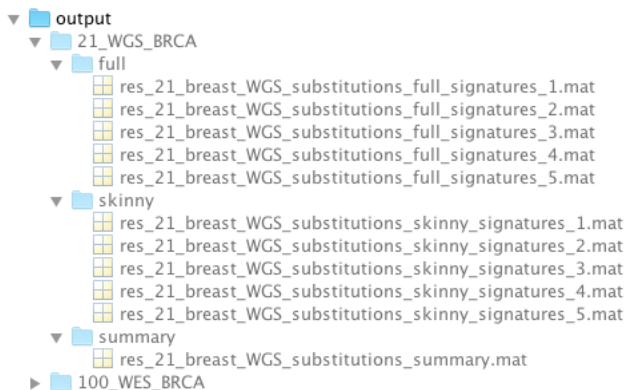 output
21_WGS_BRCA
full
res_21_breast_WGS_substitutions_full_signatures_1.mat
res_21_breast_WGS_substitutions_full_signatures_2.mat
res_21_breast_WGS_substitutions_full_signatures_3.mat
res_21_breast_WGS_substitutions_full_signatures_4.mat
res_21_breast_WGS_substitutions_full_signatures_5.mat
skinny
res_21_breast_WGS_substitutions_skinny_signatures_1.mat
res_21_breast_WGS_substitutions_skinny_signatures_2.mat
res_21_breast_WGS_substitutions_skinny_signatures_3.mat
res_21_breast_WGS_substitutions_skinny_signatures_4.mat
res_21_breast_WGS_substitutions_skinny_signatures_5.mat
summary
res_21_breast_WGS_substitutions_summary.mat
100_WES_BRCA